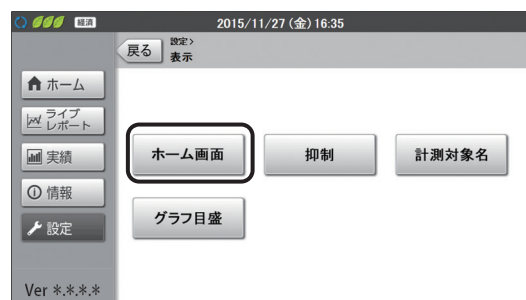 経済
2015/11/27 (金) 16:35
戻る
設定>
表示
ホーム
ライブ
レポート
実績
情報
設定
Ver *.*.*.*
ホーム画面
抑制
計測対象名
グラフ目盛